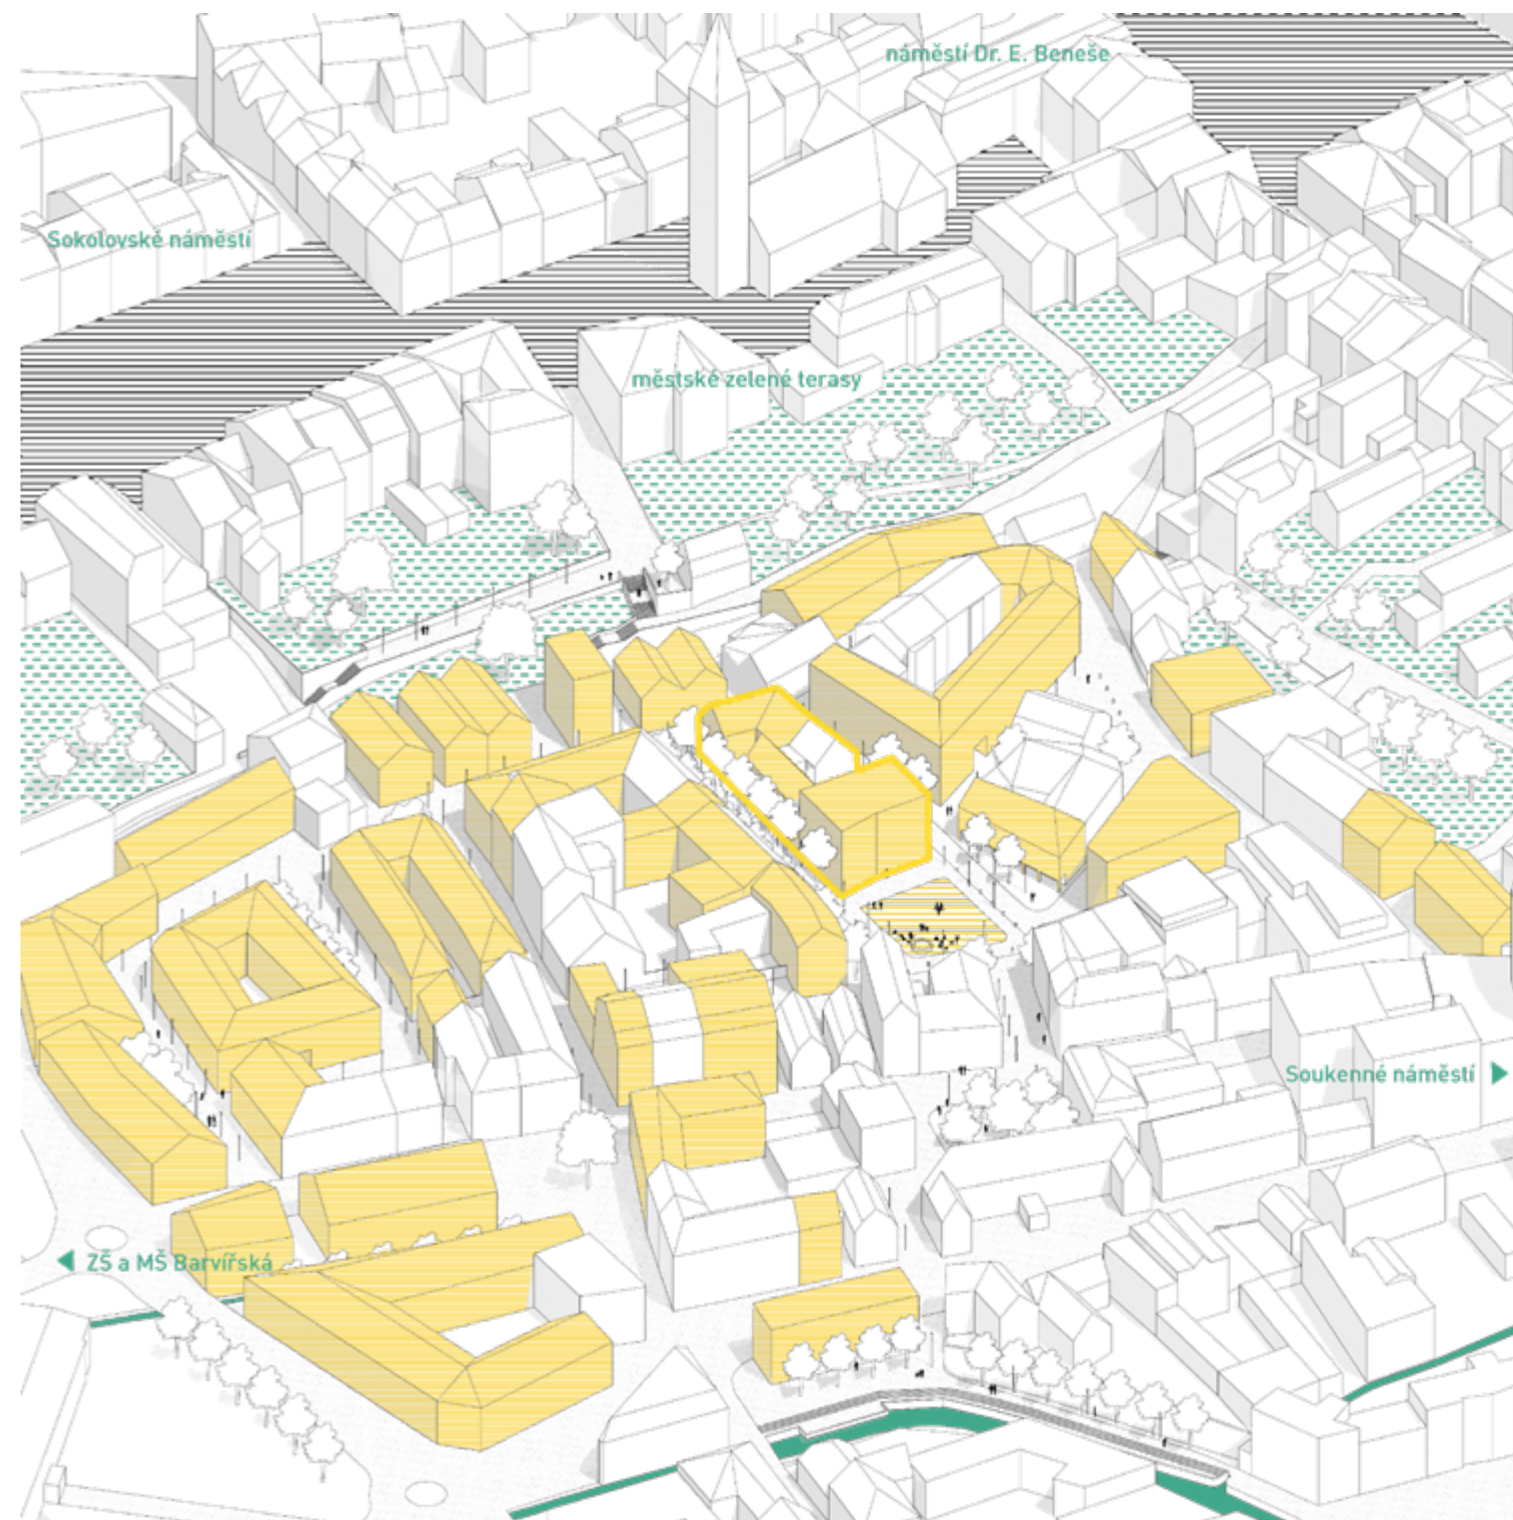 náměstí Dr. E. Beneše
Sokolovské náměstí
městské zelené terasy
Soukenné náměstí
ZŠ a MŠ Barvířská